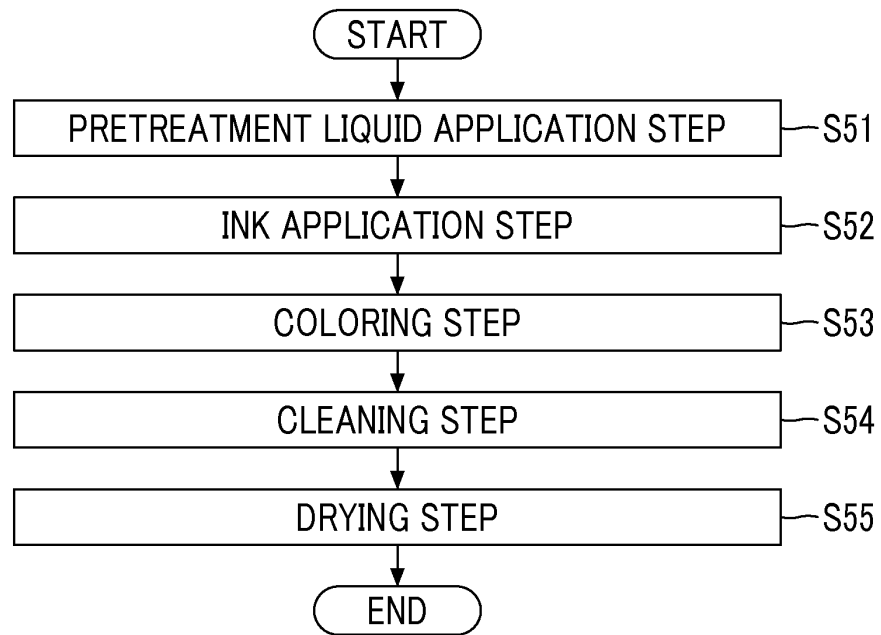 START
PRETREATMENT LIQUID APPLICATION STEP S51
INK APPLICATION STEP S52
COLORING STEP S53
CLEANING STEP S54
DRYING STEP S55
END